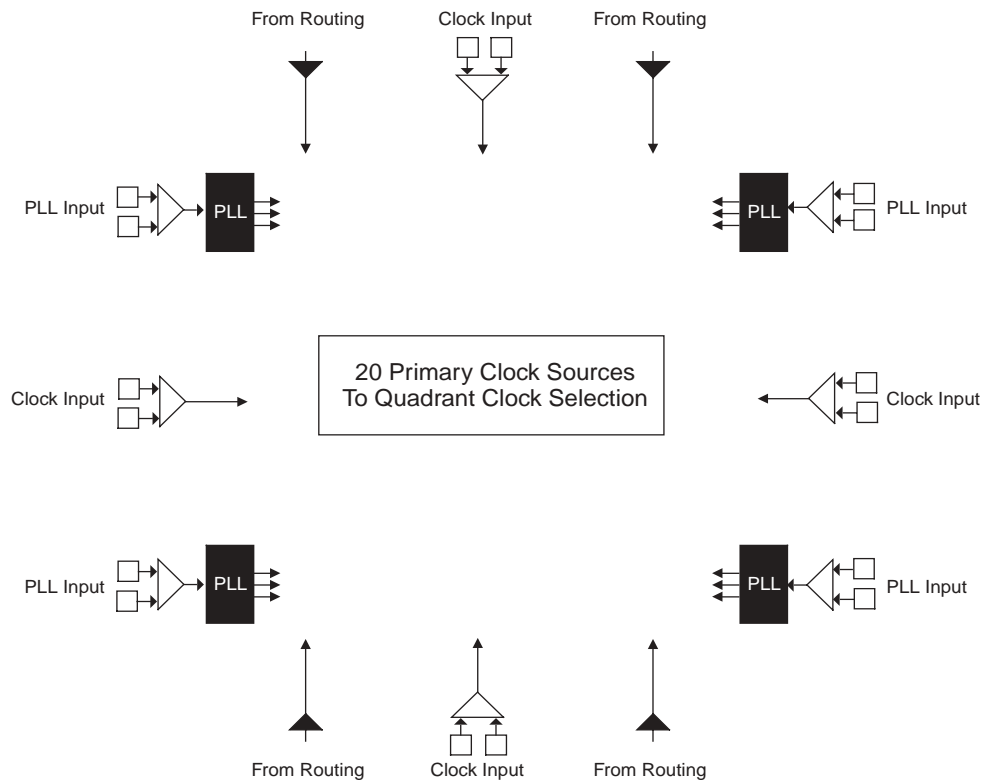 From Routing
Clock Input
From Routing
PLL Input
PLL
PLL
PLL Input
20 Primary Clock Sources
To Quadrant Clock Selection
Clock Input
Clock Input
PLL Input
PLL
PLL
PLL Input
From Routing
Clock Input
From Routing